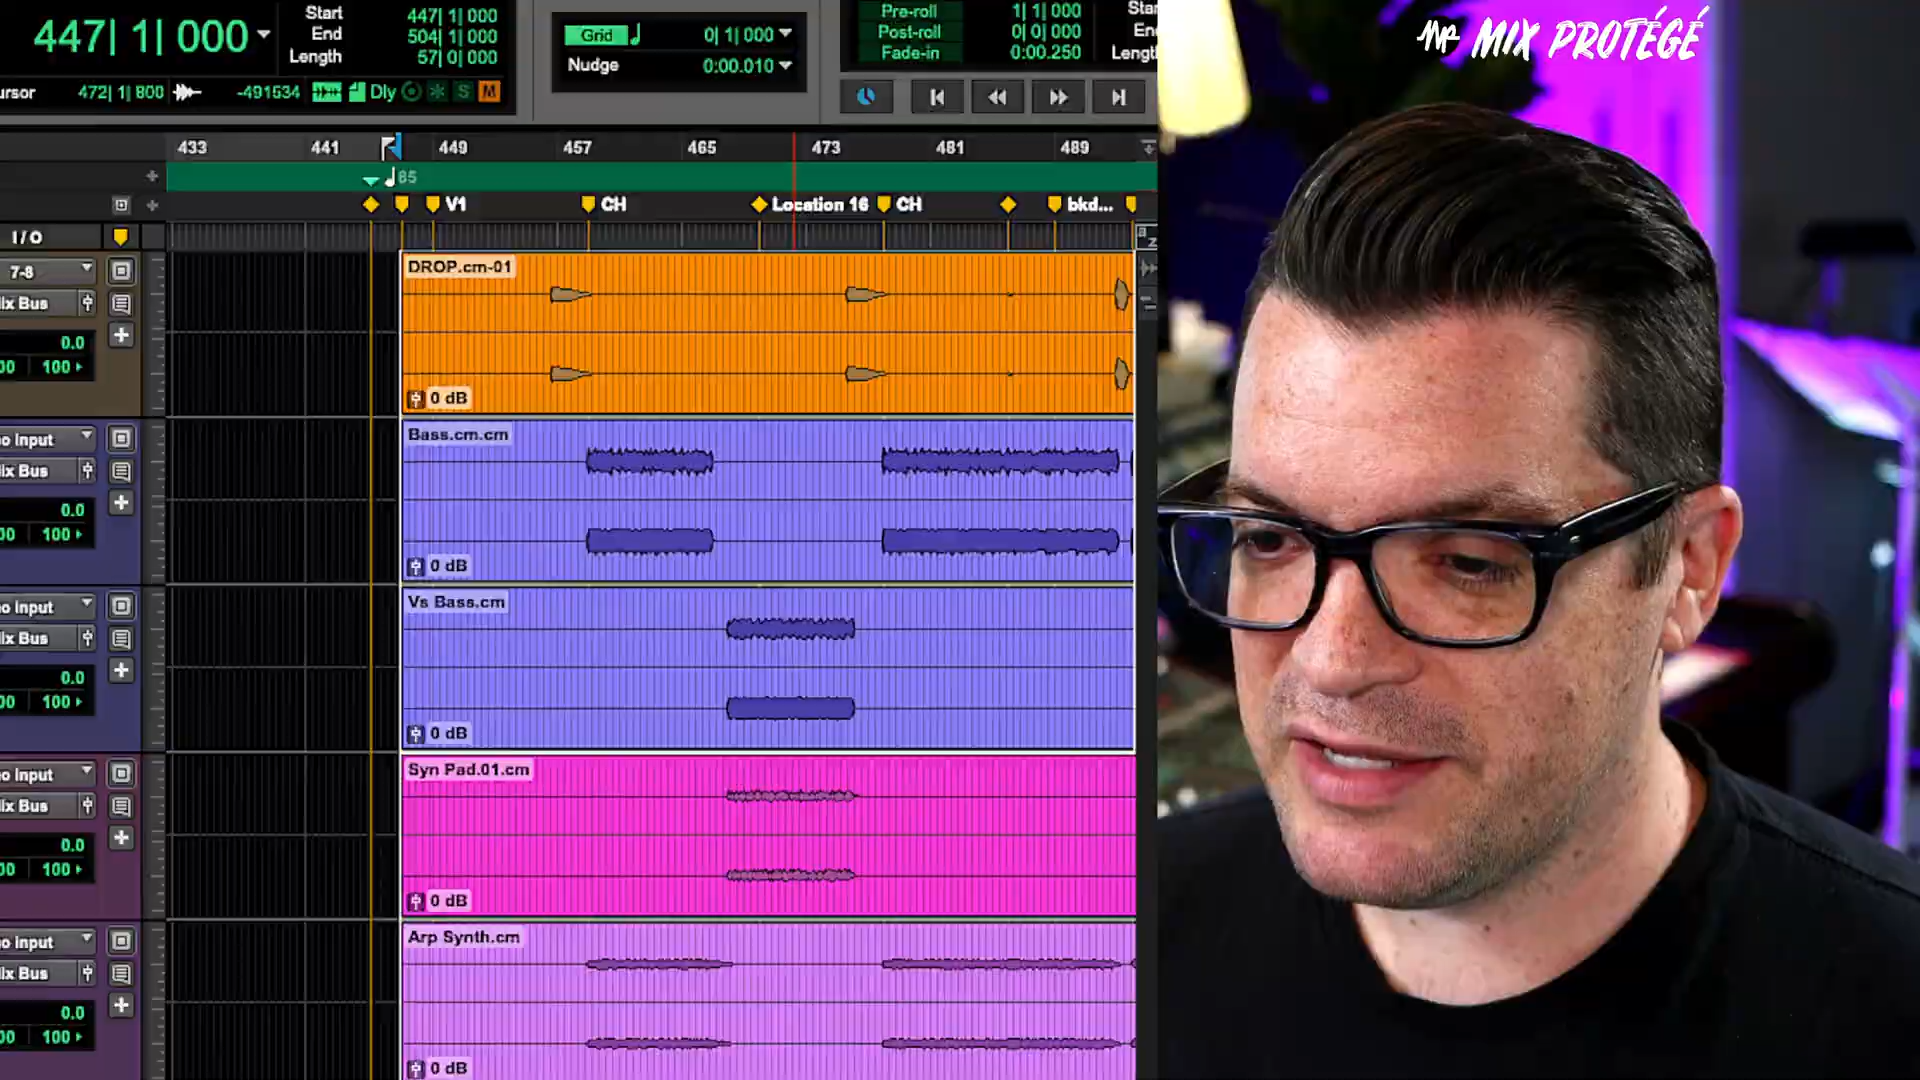 447| 1| 000
Start 447| 1| 000
End 504| 1| 000
Length 57| 0| 000
Grid 0| 1| 000
Nudge 0:00.010
Pre-roll 1| 1| 000
Post-roll 0| 0| 000
Fade-in 0:00.250
Length
ursor 472| 1| 800 -491534 Dly S M
MIX PROTÉGÉ
433 441 449 457 465 473 481 489
85
V1 CH Location 16 CH bkd...
I / O
7-8
ix Bus
0.0
00 100
DROP.cm-01
0 dB
o Input
ix Bus
0.0
00 100
Bass.cm.cm
0 dB
o Input
ix Bus
0.0
00 100
Vs Bass.cm
0 dB
o Input
ix Bus
0.0
00 100
Syn Pad.01.cm
0 dB
o Input
ix Bus
0.0
00 100
Arp Synth.cm
0 dB